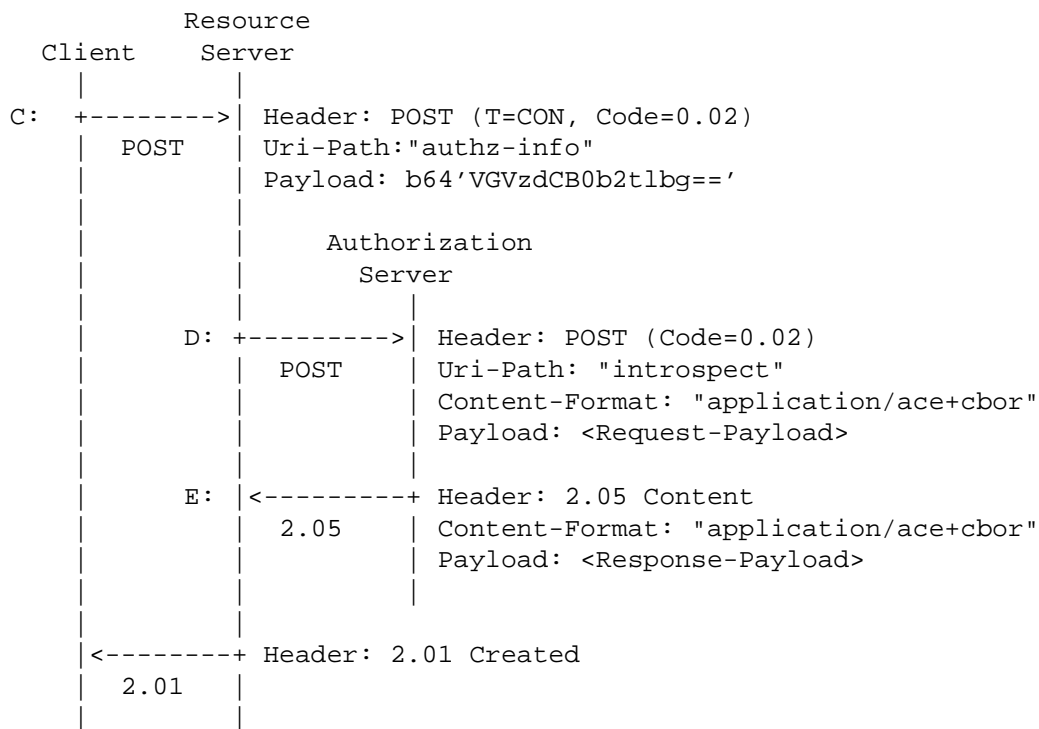 Resource
  Client    Server
     |         |
C:   +-------->| Header: POST (T=CON, Code=0.02)
     |  POST   | Uri-Path:"authz-info"
     |         | Payload: b64’VGVzdCB0b2tlbg==’
     |         |
     |         |     Authorization
     |         |       Server
     |         |          |
     |      D: +--------->| Header: POST (Code=0.02)
     |         |  POST    | Uri-Path: "introspect"
     |         |          | Content-Format: "application/ace+cbor"
     |         |          | Payload: <Request-Payload>
     |         |          |
     |      E: |<---------+ Header: 2.05 Content
     |         |  2.05    | Content-Format: "application/ace+cbor"
     |         |          | Payload: <Response-Payload>
     |         |          |
     |         |
     |<--------+ Header: 2.01 Created
     |  2.01   |
     |         |